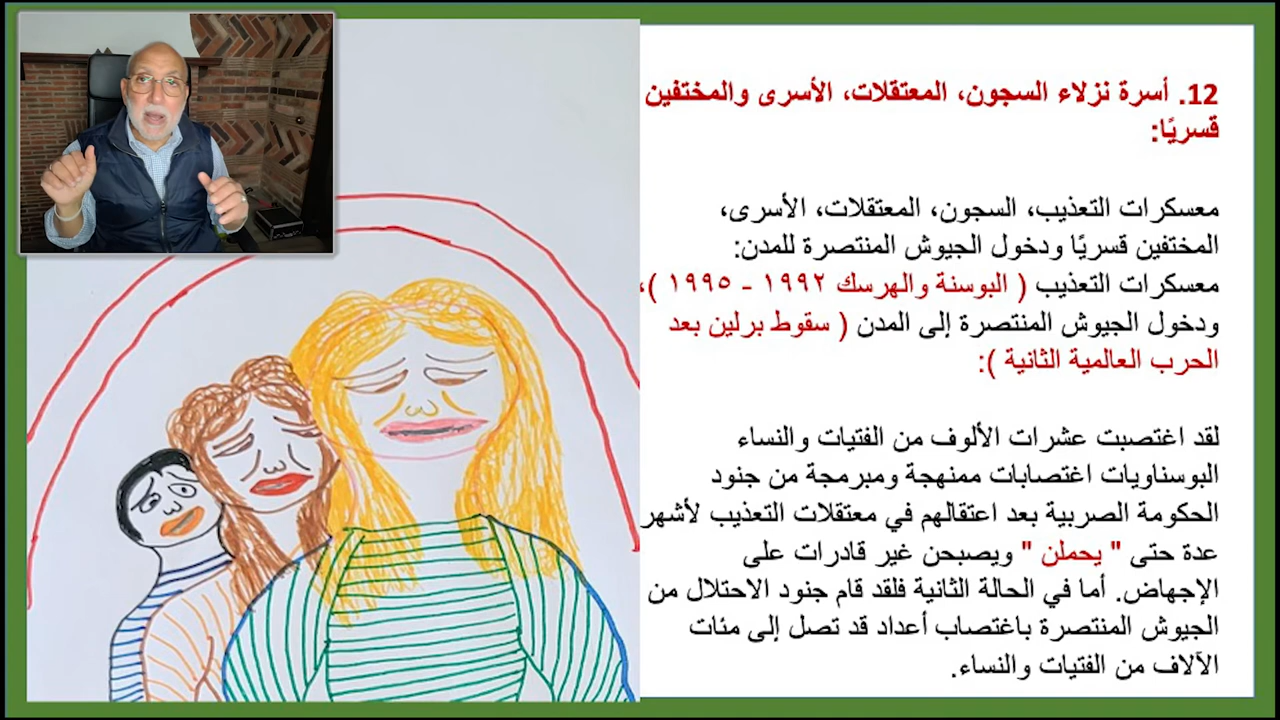 12. أسرة نزلاء السجون، المعتقلات، الأسرى والمختفين
قسريًا:
معسكرات التعذيب، السجون، المعتقلات، الأسرى،
المختفين قسريًا ودخول الجيوش المنتصرة للمدن:
معسكرات التعذيب ( البوسنة والهرسك ١٩٩٢ - ١٩٩٥ )،
ودخول الجيوش المنتصرة إلى المدن ( سقوط برلين بعد
الحرب العالمية الثانية ):
لقد اغتصبت عشرات الألوف من الفتيات والنساء
البوسناويات اغتصابات ممنهجة ومبرمجة من جنود
الحكومة الصربية بعد اعتقالهم في معتقلات التعذيب لأشهر
عدة حتى " يحملن " ويصبحن غير قادرات على
الإجهاض. أما في الحالة الثانية فلقد قام جنود الاحتلال من
الجيوش المنتصرة باغتصاب أعداد قد تصل إلى مئات
الآلاف من الفتيات والنساء.